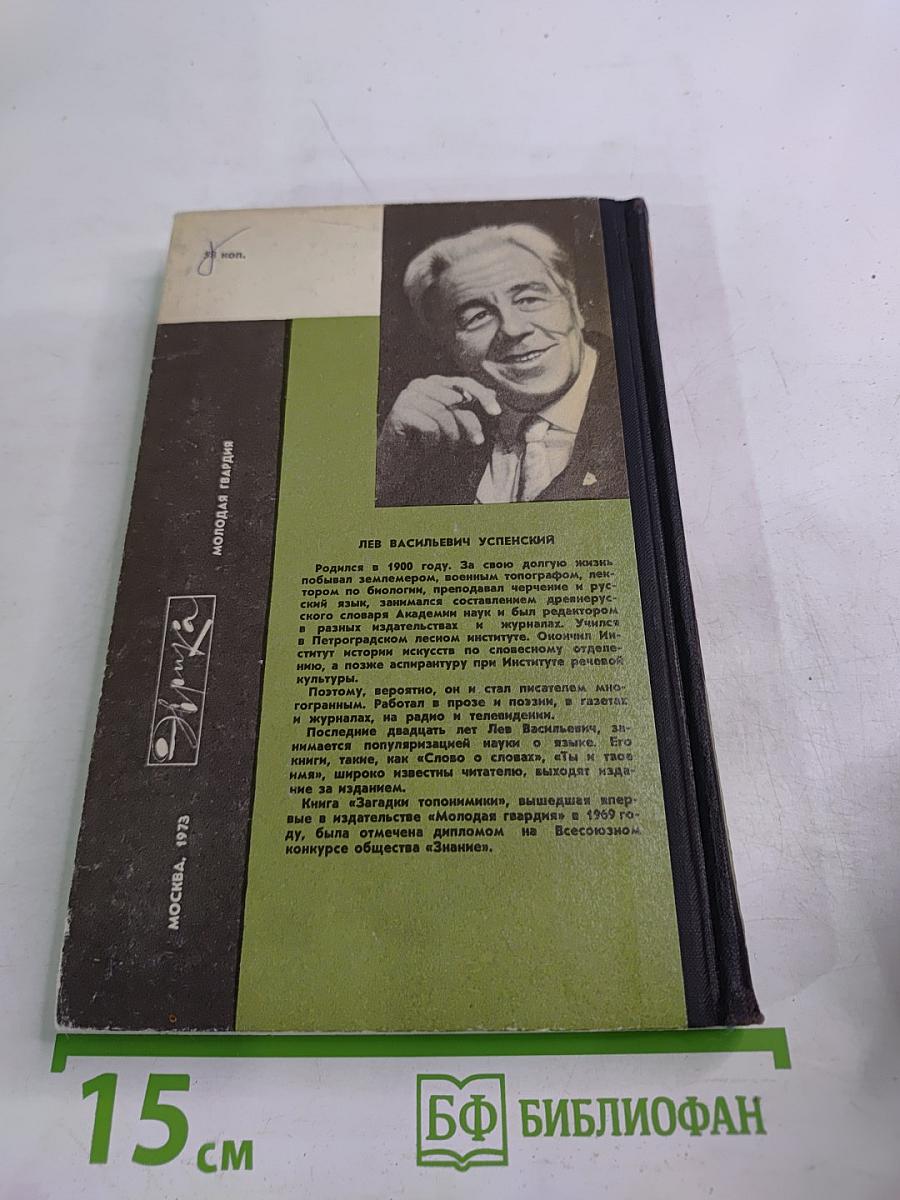 коп.
ЛЕВ ВАСИЛЬЕВИЧ УСПЕНСКИЙ
Родился в 1900 году. За свою долгую жизнь
побывал землемером, военным топографом, лек-
тором по биологии, преподавал черчение и рус-
ский язык, занимался составлением древнерус-
ского словаря Академии наук и был редактором
в разных издательствах и журналах. Учился
в Петроградском лесном институте. Окончил Ин-
ститут истории искусств по словесному отделе-
нию, а позже аспирантуру при Институте речевой
культуры.
Поэтому, вероятно, он и стал писателем мно-
гогранным. Работал в прозе и поэзии, в газетах
и журналах, на радио и телевидении.
Последние двадцать лет Лев Васильевич, за-
нимается популяризацией науки о языке. Его
книги, такие, как «Слово о словах», «Ты и твое
имя», широко известны читателю, выходят изда-
ние за изданием.
Книга «Загадки топонимики», вышедшая впер-
вые в издательстве «Молодая гвардия» в 1969 го-
ду, была отмечена дипломом на Всесоюзном
конкурсе общества «Знание».
МОЛОДАЯ ГВАРДИЯ
Эврика
МОСКВА, 1973
15 см
БФ БИБЛИОФАН